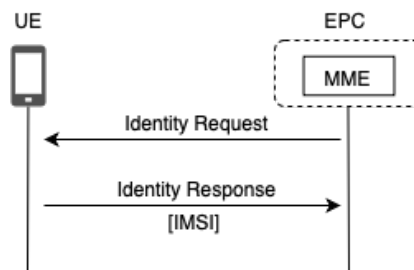 UE
EPC
MME
Identity Request
Identity Response
[IMSI]